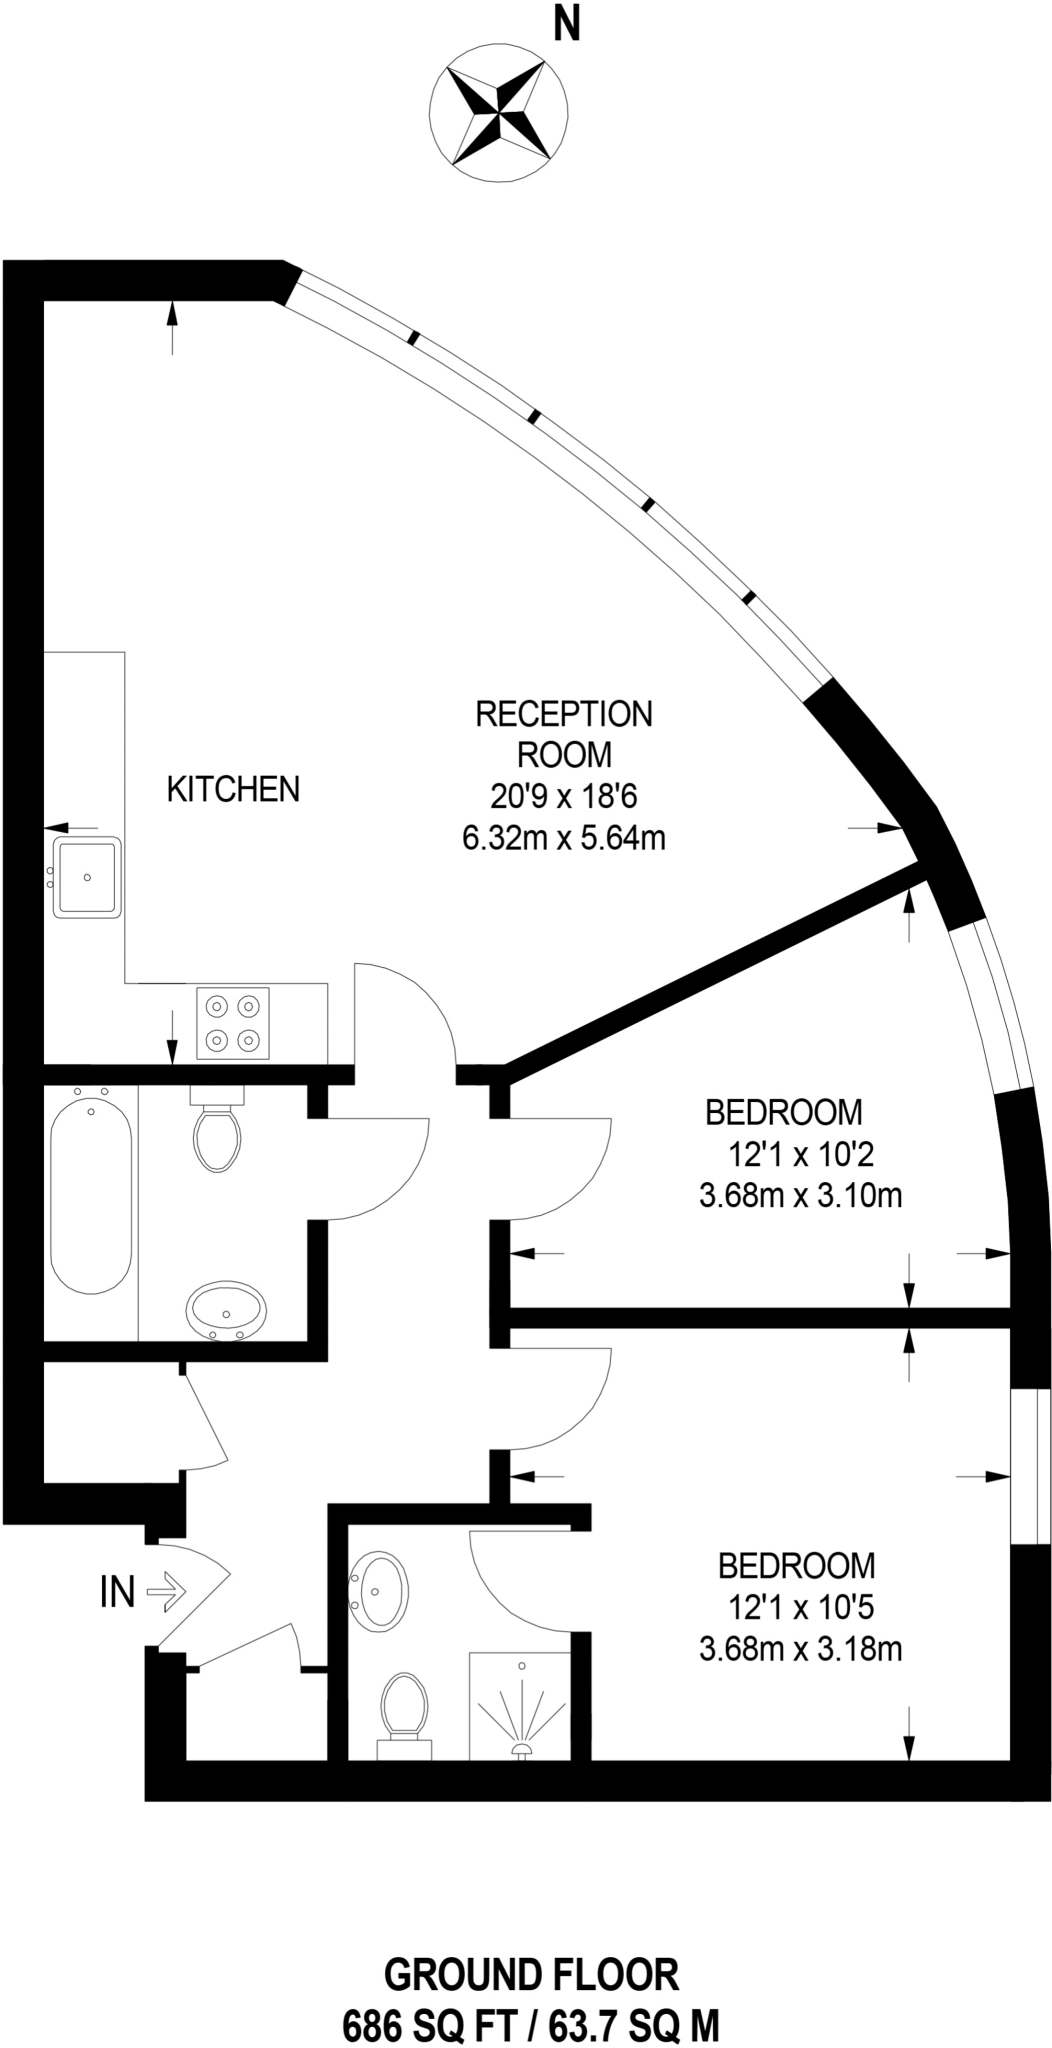 N
RECEPTION
ROOM
20'9 x 18'6
6.32m x 5.64m
KITCHEN
BEDROOM
12'1 x 10'2
3.68m x 3.10m
BEDROOM
12'1 x 10'5
3.68m x 3.18m
IN
GROUND FLOOR
686 SQ FT / 63.7 SQ M